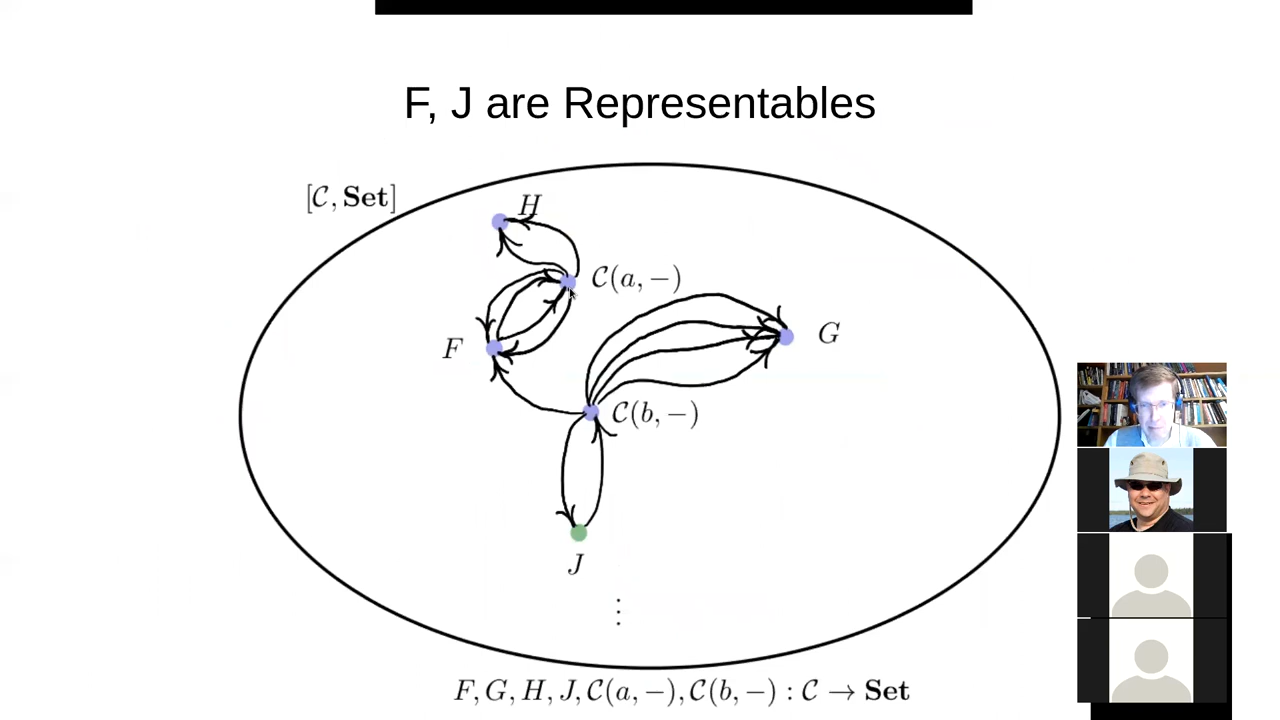 F, J are Representables
[𝒞, Set]
H
𝒞(a, −)
F
G
𝒞(b, −)
J
⋮
F, G, H, J, 𝒞(a, −), 𝒞(b, −) : 𝒞 → Set